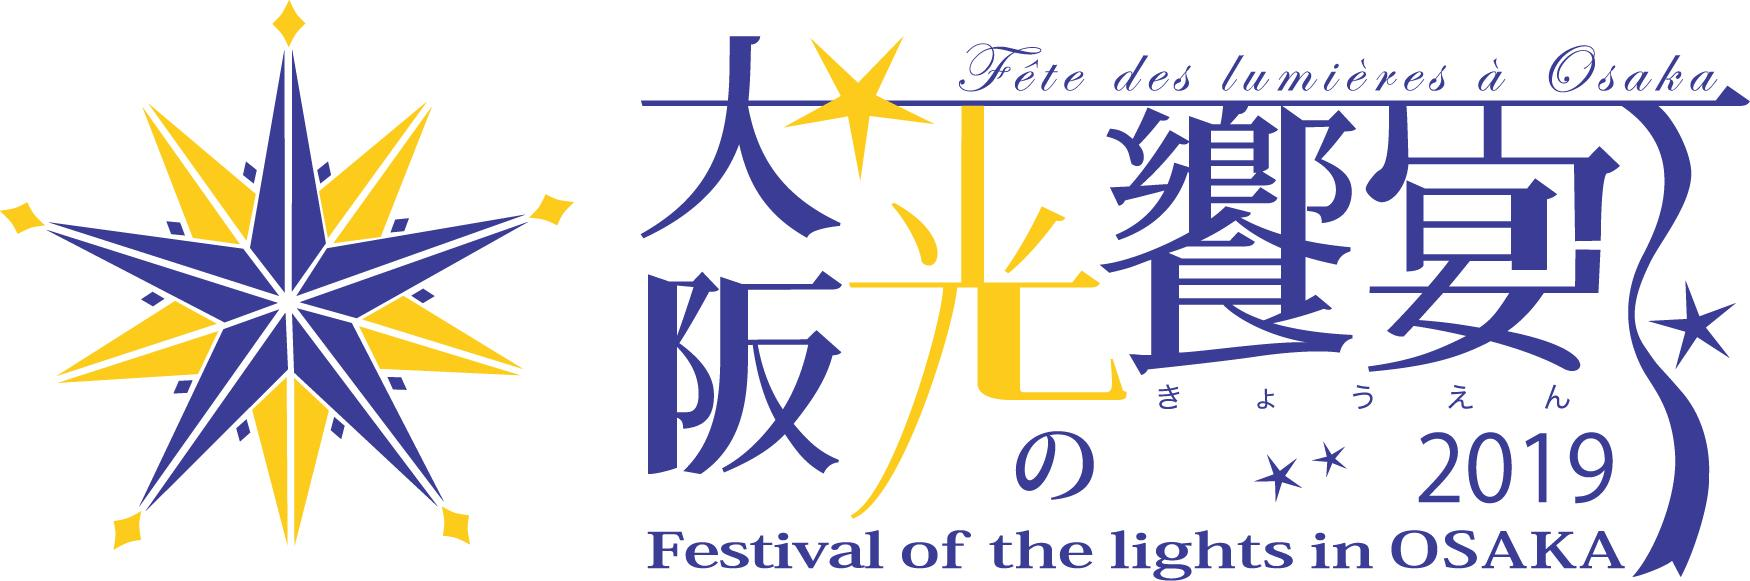 Fête des lumières à Osaka
大阪光の饗宴
きょうえん
2019
Festival of the lights in OSAKA